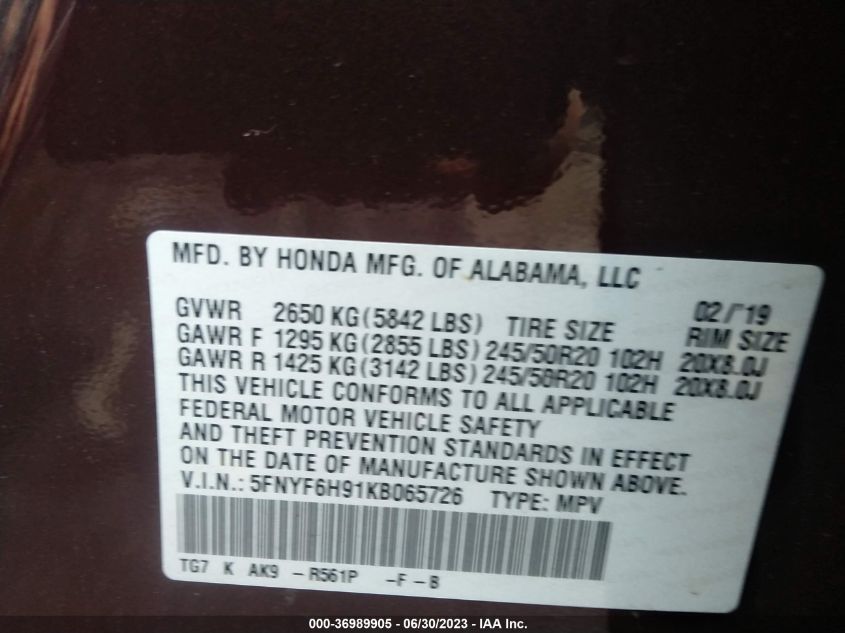 MFD. BY HONDA MFG. OF ALABAMA, LLC 02/'19
GVWR 2650 KG (5842 LBS) TIRE SIZE RIM SIZE
GAWR F 1295 KG (2855 LBS) 245/50R20 102H 20X8.0J
GAWR R 1425 KG (3142 LBS) 245/50R20 102H 20X8.0J
THIS VEHICLE CONFORMS TO ALL APPLICABLE
FEDERAL MOTOR VEHICLE SAFETY
AND THEFT PREVENTION STANDARDS IN EFFECT
ON THE DATE OF MANUFACTURE SHOWN ABOVE.
V.I.N.: 5FNYF6H91KB065726 TYPE: MPV
TG7 K AK9 -R561P -F -B
000-36989905 - 06/30/2023 - IAA Inc.